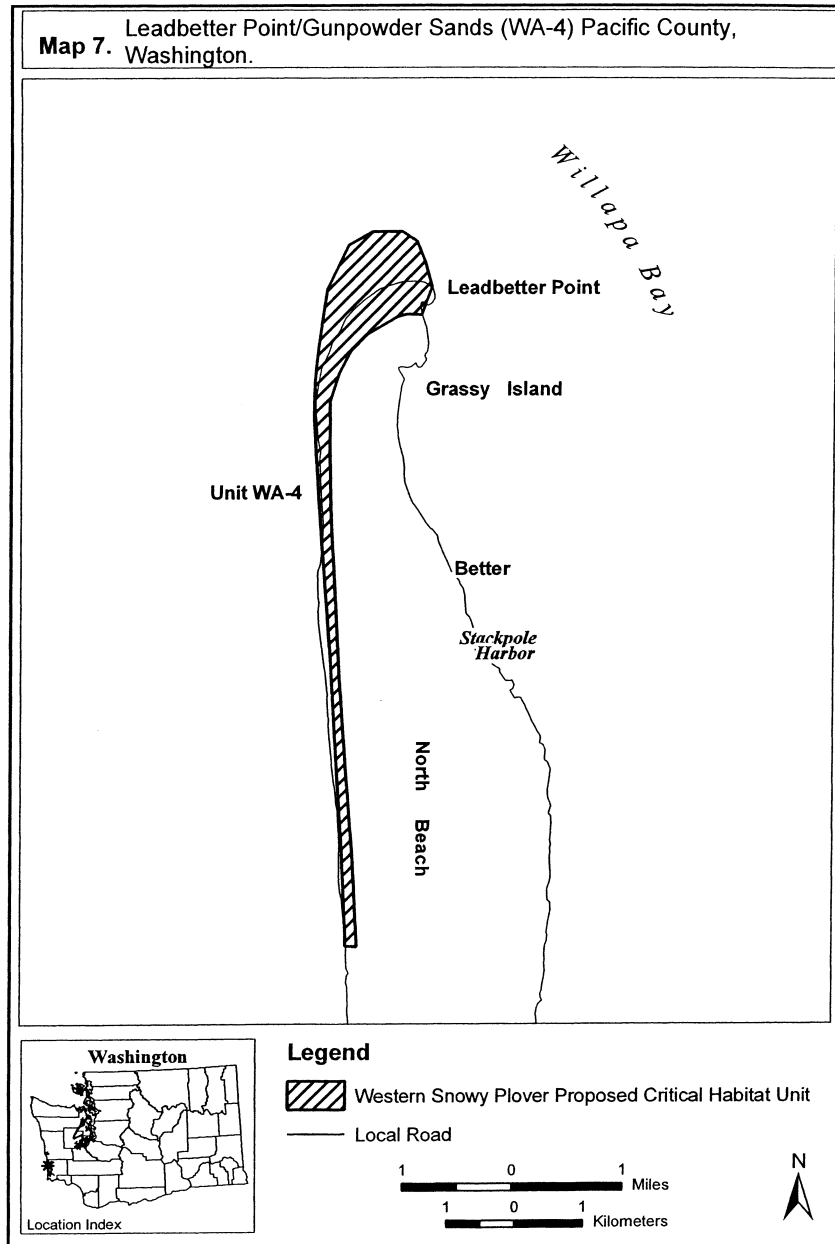 Map 7. Leadbetter Point/Gunpowder Sands (WA-4) Pacific County,
Washington.
Willapa Bay
Leadbetter Point
Grassy Island
Unit WA-4
Better
Stackpole
Harbor
North Beach
Washington
Location Index
Legend
Western Snowy Plover Proposed Critical Habitat Unit
Local Road
1 0 1 Miles
1 0 1 Kilometers
N